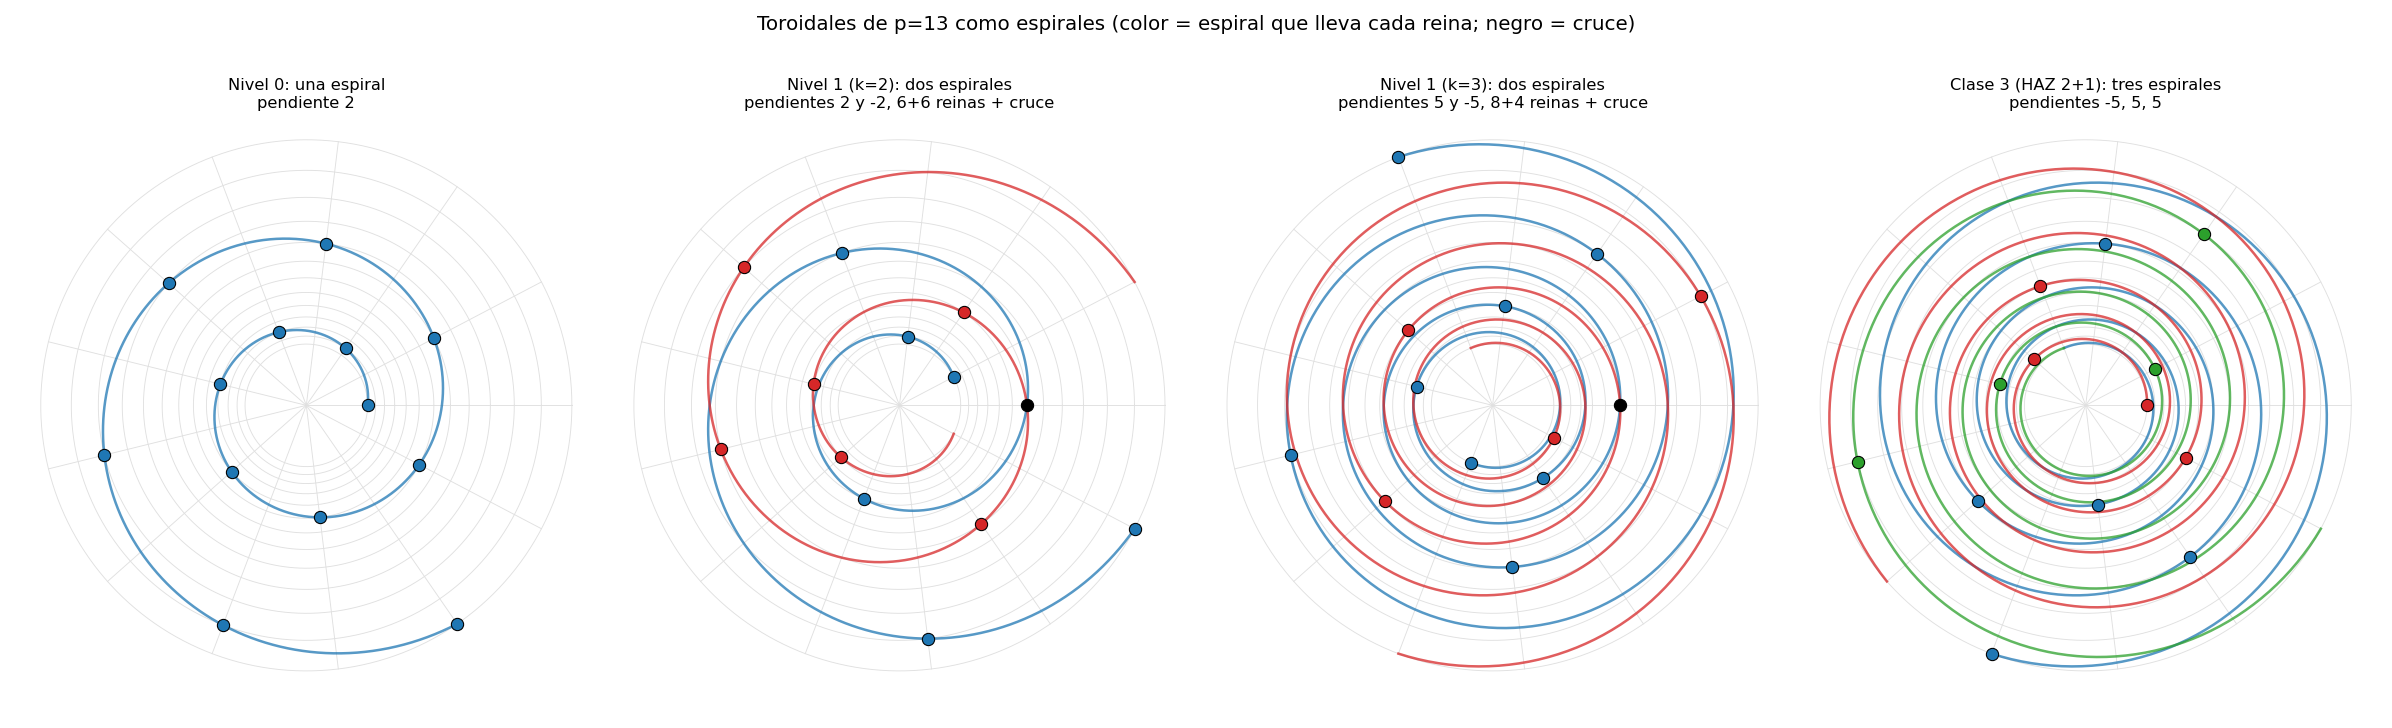 Toroidales de p=13 como espirales (color = espiral que lleva cada reina; negro = cruce)
Nivel 0: una espiral
pendiente 2
Nivel 1 (k=2): dos espirales
pendientes 2 y -2, 6+6 reinas + cruce
Nivel 1 (k=3): dos espirales
pendientes 5 y -5, 8+4 reinas + cruce
Clase 3 (HAZ 2+1): tres espirales
pendientes -5, 5, 5